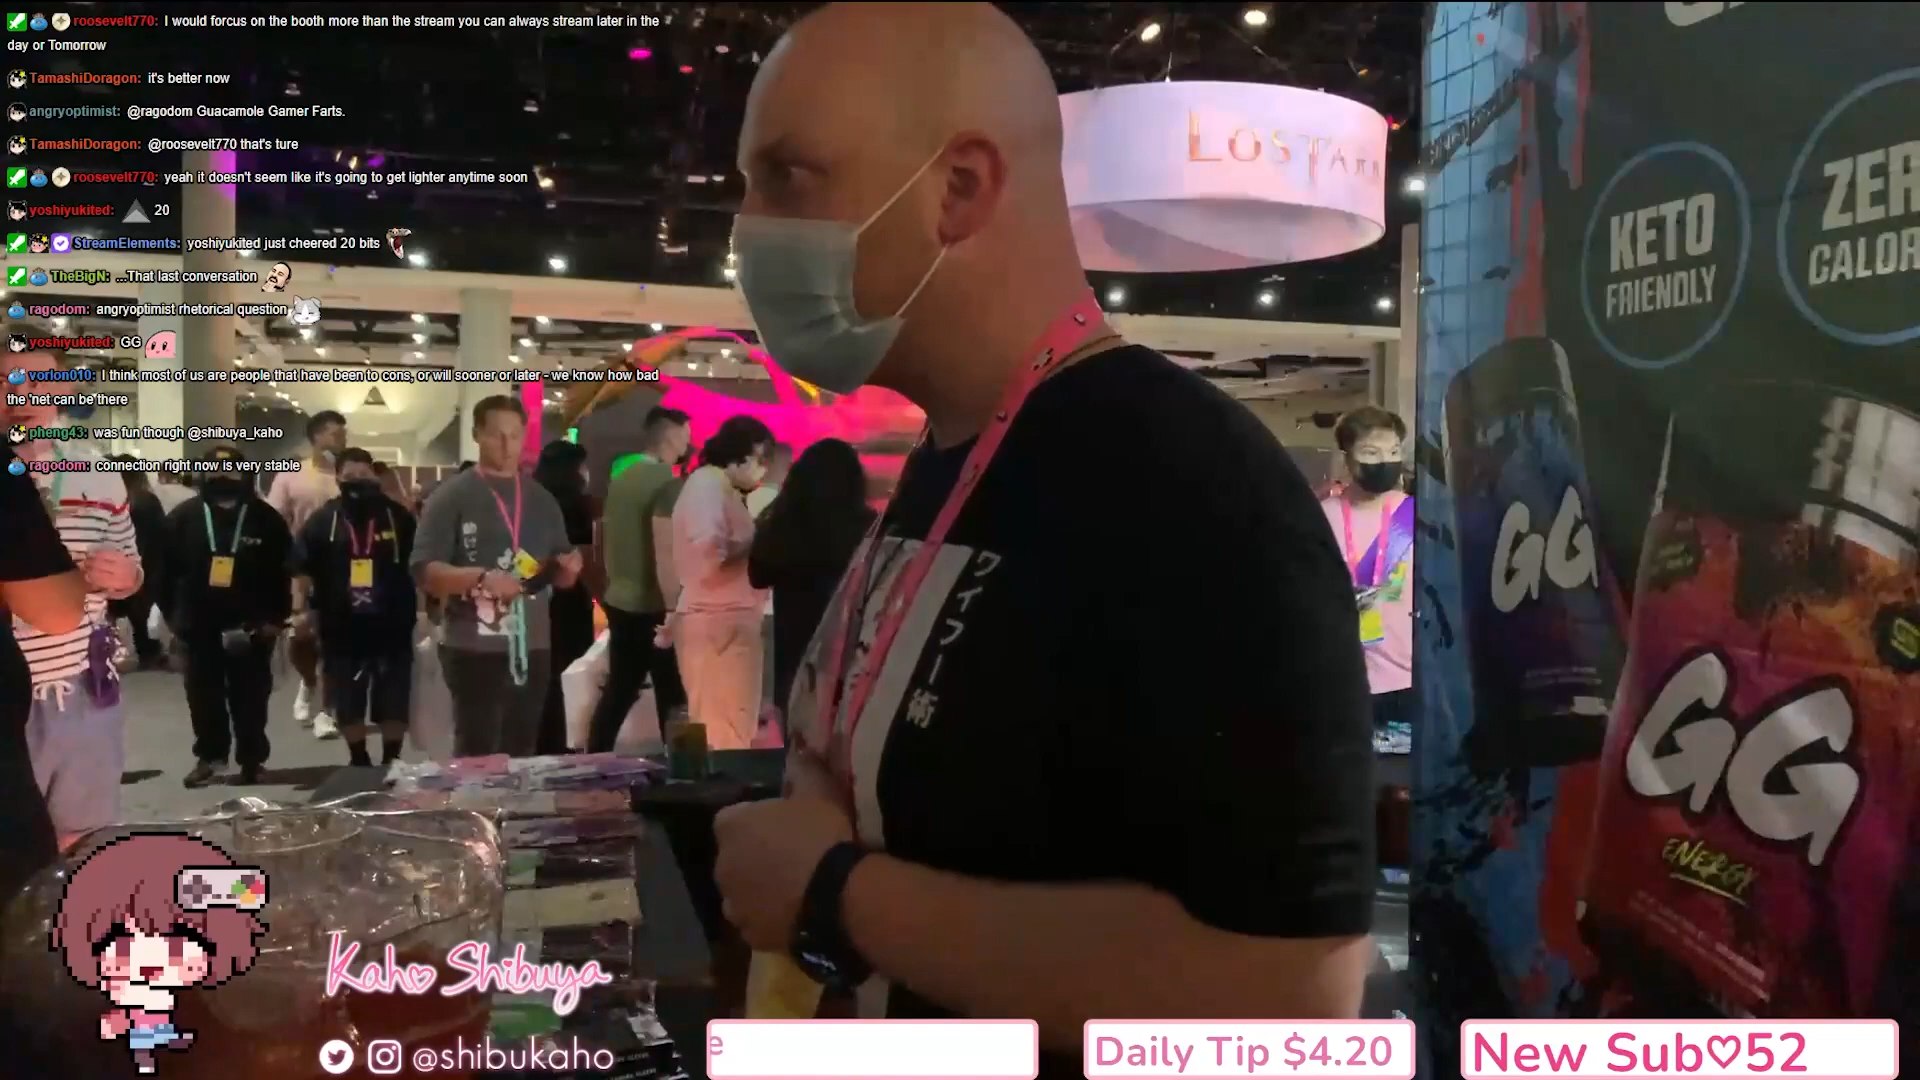 roosevelt770: I would forcus on the booth more than the stream you can always stream later in the
day or Tomorrow
TamashiDoragon: it's better now
angryoptimist: @ragodom Guacamole Gamer Farts.
TamashiDoragon: @roosevelt770 that's ture
roosevelt770: yeah it doesn't seem like it's going to get lighter anytime soon
yoshiyukited: 20
StreamElements: yoshiyukited just cheered 20 bits
TheBigN: ...That last conversation
ragodom: angryoptimist rhetorical question
yoshiyukited: GG
vorlon010: I think most of us are people that have been to cons, or will sooner or later - we know how bad
the 'net can be there
pheng43: was fun though @shibuya_kaho
ragodom: connection right now is very stable
LOST ARK
KETO
FRIENDLY
ZER
CALOR
GG
ワイフー術
GG
ENERGY
Kaho Shibuya
@shibukaho
e
Daily Tip $4.20
New Sub♡52